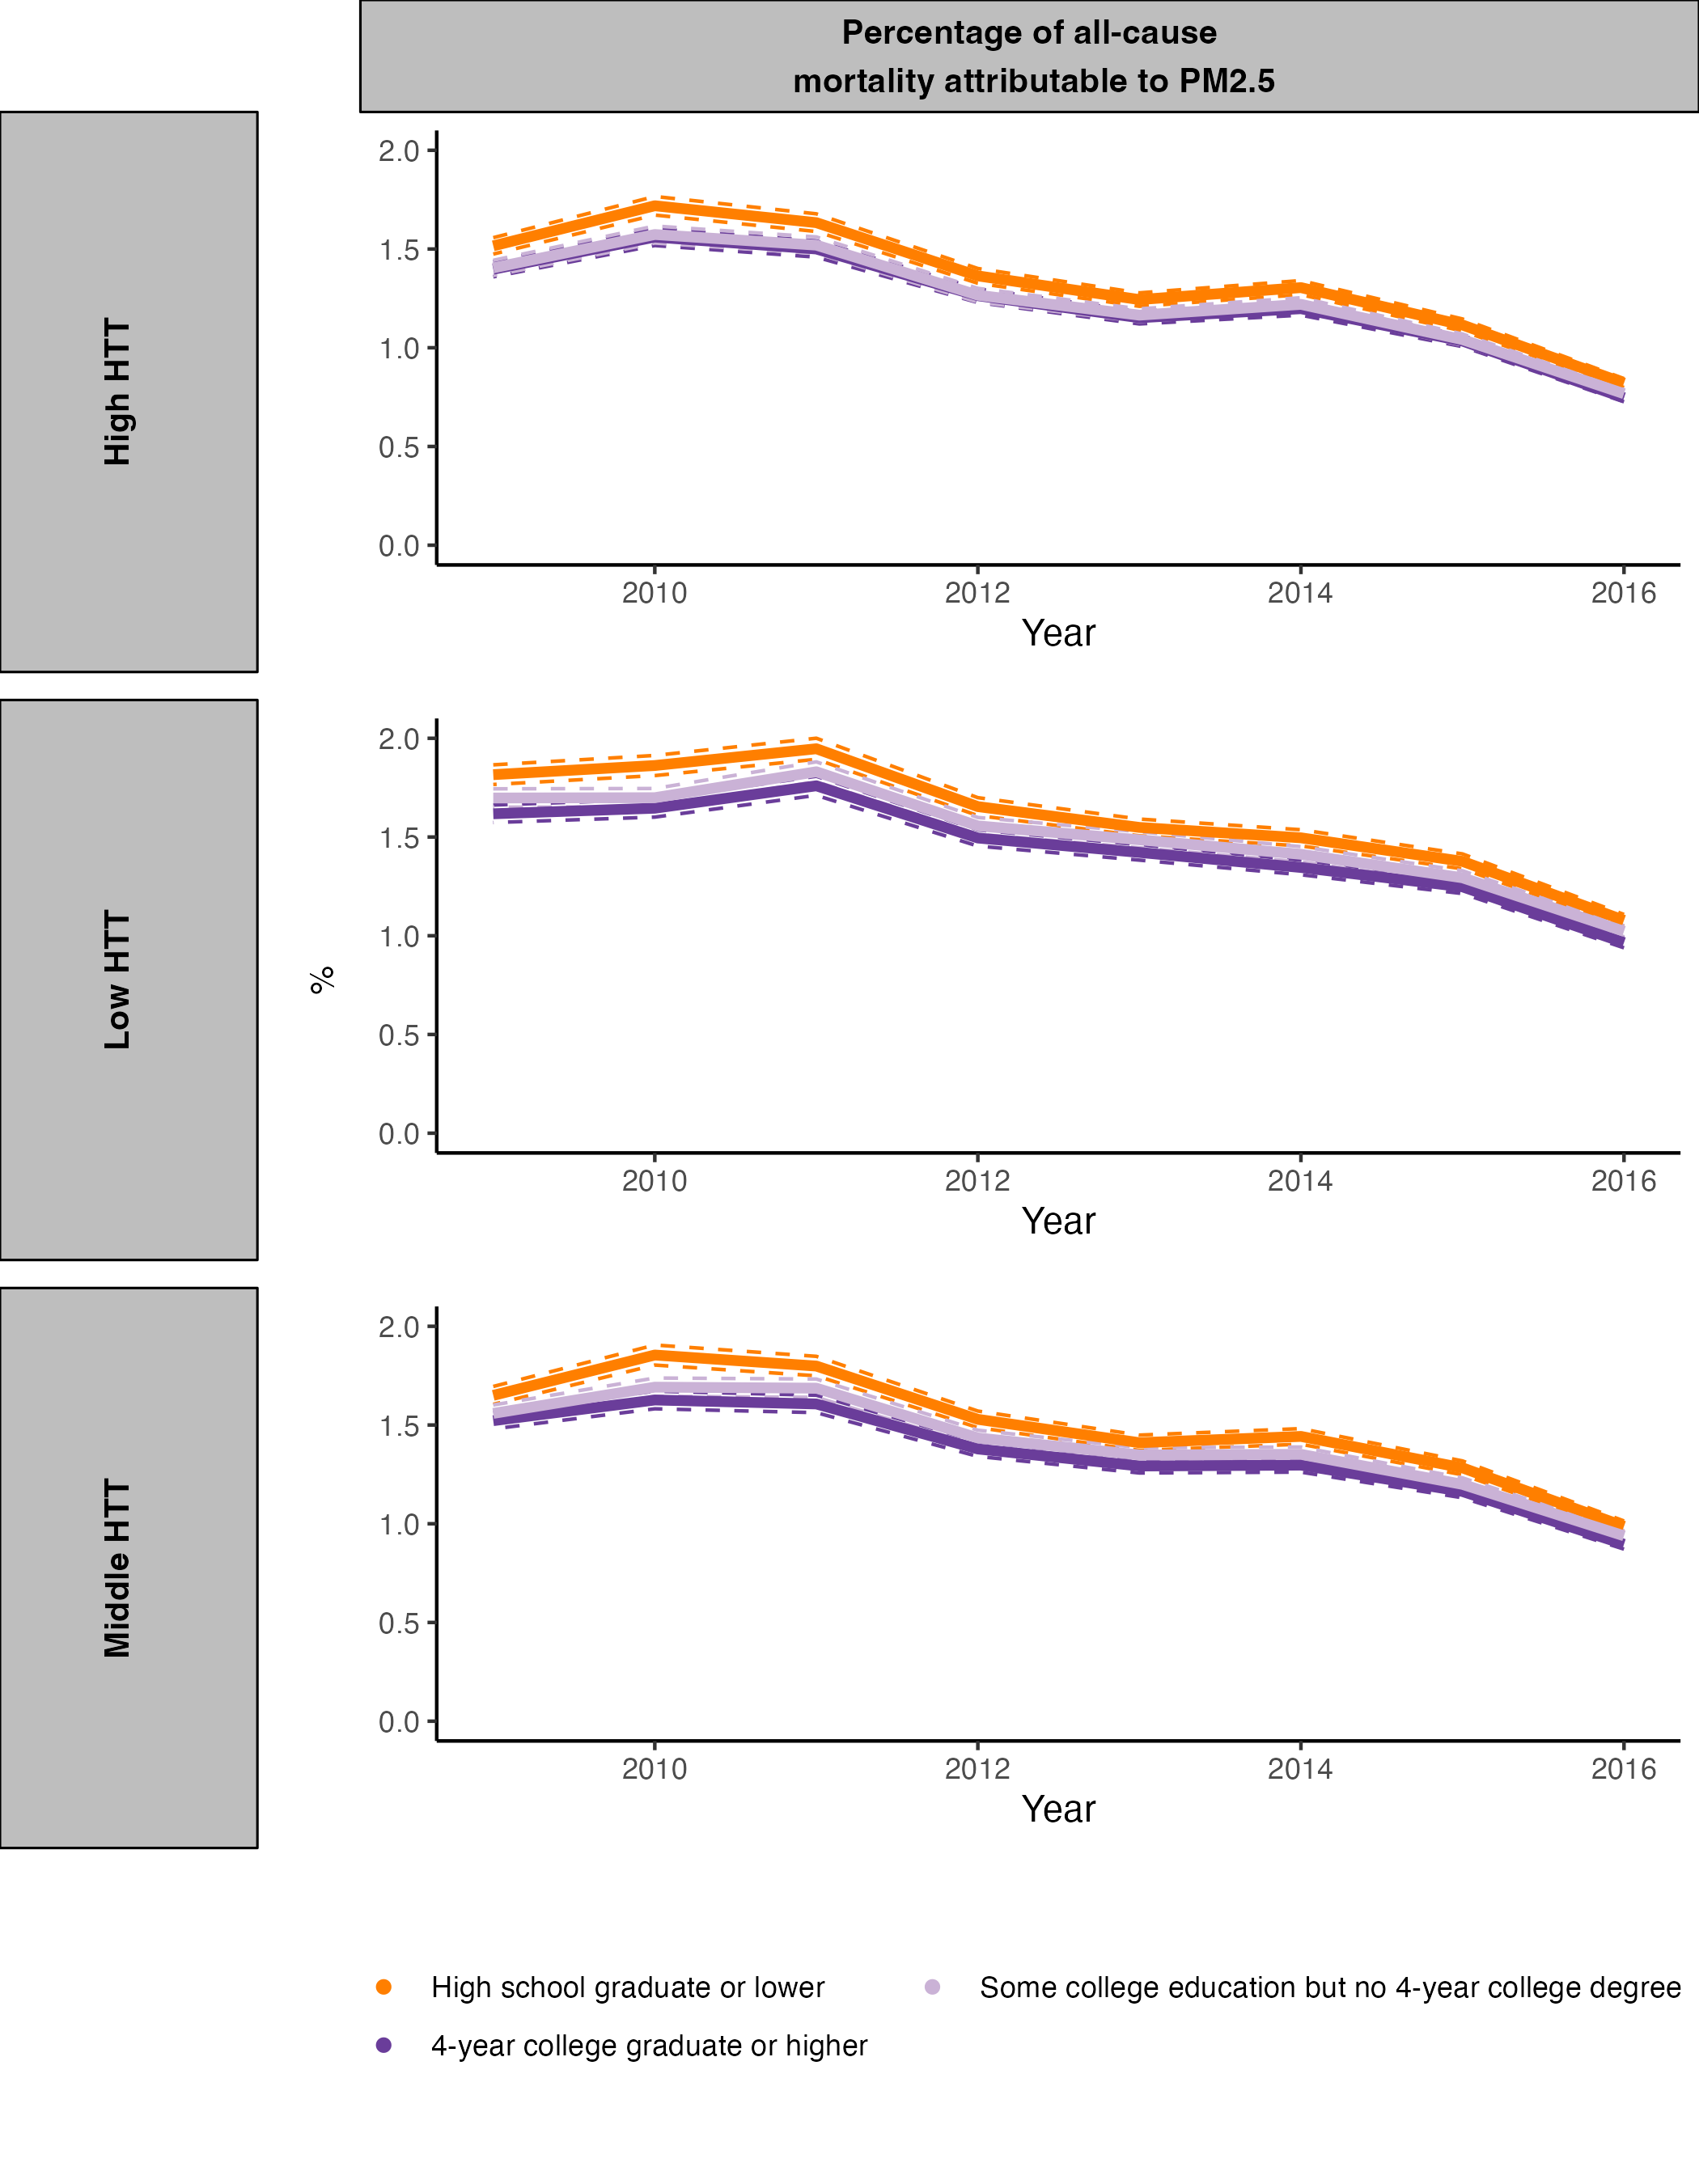 Percentage of all-cause
mortality attributable to PM2.5
High HTT
2.0
1.5
1.0
0.5
0.0
2010 2012 2014 2016
Year
Low HTT
%
2.0
1.5
1.0
0.5
0.0
2010 2012 2014 2016
Year
Middle HTT
2.0
1.5
1.0
0.5
0.0
2010 2012 2014 2016
Year
High school graduate or lower Some college education but no 4-year college degree
4-year college graduate or higher